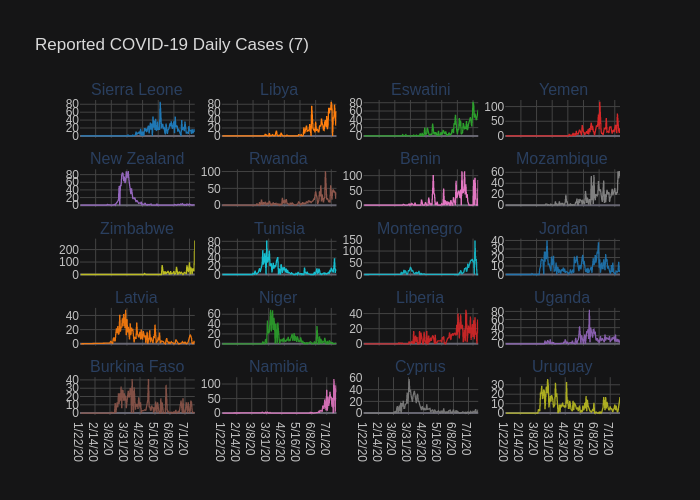 Reported COVID-19 Daily Cases (7)
Sierra Leone Libya Eswatini Yemen
80 60 40 20 0 80 60 40 20 0 80 60 40 20 0 100 50 0
New Zealand Rwanda Benin Mozambique
80 60 40 20 0 100 50 0 100 50 0 60 40 20 0
Zimbabwe Tunisia Montenegro Jordan
200 100 0 80 60 40 20 0 150 100 50 0 40 30 20 10 0
Latvia Niger Liberia Uganda
40 20 0 60 40 20 0 40 20 0 80 60 40 20 0
Burkina Faso Namibia Cyprus Uruguay
40 30 20 10 0 100 50 0 60 40 20 0 30 20 10 0
1/22/20 2/14/20 3/8/20 3/31/20 4/23/20 5/16/20 6/8/20 7/1/20 1/22/20 2/14/20 3/8/20 3/31/20 4/23/20 5/16/20 6/8/20 7/1/20 1/22/20 2/14/20 3/8/20 3/31/20 4/23/20 5/16/20 6/8/20 7/1/20 1/22/20 2/14/20 3/8/20 3/31/20 4/23/20 5/16/20 6/8/20 7/1/20